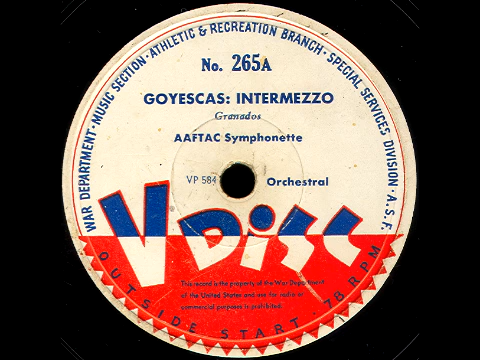 WAR DEPARTMENT · MUSIC SECTION · ATHLETIC & RECREATION BRANCH · SPECIAL SERVICES DIVISION · A.S.F.
No. 265A
GOYESCAS: INTERMEZZO
Granados
AAFTAC Symphonette
VP 584
Orchestral
V DISC
This record is the property of the War Department
of the United States and use for radio or
commercial purposes is prohibited.
OUTSIDE START · 78 RPM